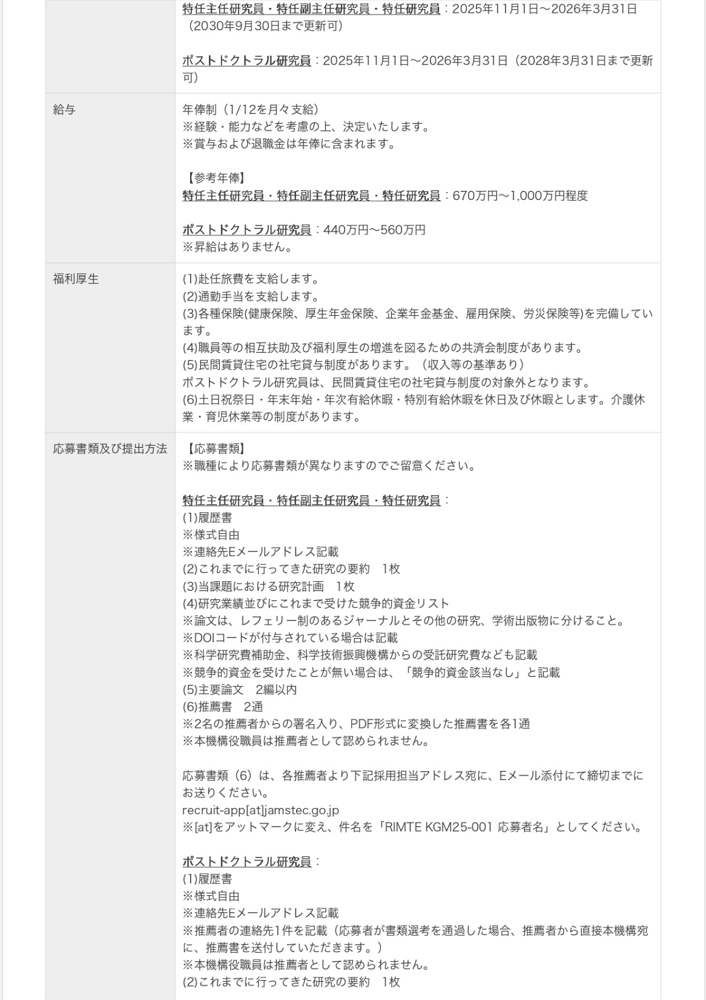 特任主任研究員・特任副主任研究員・特任研究員：2025年11月1日〜2026年3月31日
（2030年9月30日まで更新可）
ポストドクトラル研究員：2025年11月1日〜2026年3月31日（2028年3月31日まで更新
可）
給与
年俸制（1/12を月々支給）
※経験・能力などを考慮の上、決定いたします。
※賞与および退職金は年俸に含まれます。
【参考年俸】
特任主任研究員・特任副主任研究員・特任研究員：670万円〜1,000万円程度
ポストドクトラル研究員：440万円〜560万円
※昇給はありません。
福利厚生
(1)赴任旅費を支給します。
(2)通勤手当を支給します。
(3)各種保険(健康保険、厚生年金保険、企業年金基金、雇用保険、労災保険等)を完備してい
ます。
(4)職員等の相互扶助及び福利厚生の増進を図るための共済会制度があります。
(5)民間賃貸住宅の社宅貸与制度があります。（収入等の基準あり）
ポストドクトラル研究員は、民間賃貸住宅の社宅貸与制度の対象外となります。
(6)土日祝祭日・年末年始・年次有給休暇・特別有給休暇を休日及び休暇とします。介護休
業・育児休業等の制度があります。
応募書類及び提出方法
【応募書類】
※職種により応募書類が異なりますのでご留意ください。
特任主任研究員・特任副主任研究員・特任研究員：
(1)履歴書
※様式自由
※連絡先Eメールアドレス記載
(2)これまでに行ってきた研究の要約　1枚
(3)当課題における研究計画　1枚
(4)研究業績並びにこれまで受けた競争的資金リスト
※論文は、レフェリー制のあるジャーナルとその他の研究、学術出版物に分けること。
※DOIコードが付与されている場合は記載
※科学研究費補助金、科学技術振興機構からの受託研究費なども記載
※競争的資金を受けたことが無い場合は、「競争的資金該当なし」と記載
(5)主要論文　2編以内
(6)推薦書　2通
※2名の推薦者からの署名入り、PDF形式に変換した推薦書を各1通
※本機構役職員は推薦者として認められません。
応募書類（6）は、各推薦者より下記採用担当アドレス宛に、Eメール添付にて締切までに
お送りください。
recruit-app[at]jamstec.go.jp
※[at]をアットマークに変え、件名を「RIMTE KGM25-001 応募者名」としてください。
ポストドクトラル研究員：
(1)履歴書
※様式自由
※連絡先Eメールアドレス記載
※推薦者の連絡先1件を記載（応募者が書類選考を通過した場合、推薦者から直接本機構宛
に、推薦書を送付していただきます。）
※本機構役職員は推薦者として認められません。
(2)これまでに行ってきた研究の要約　1枚